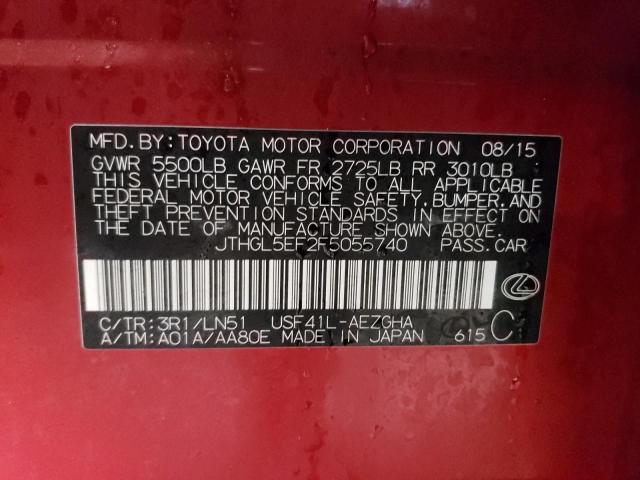 MFD.BY:TOYOTA MOTOR CORPORATION 08/15
GVWR 5500LB GAWR FR 2725LB RR 3010LB
THIS VEHICLE CONFORMS TO ALL APPLICABLE
FEDERAL MOTOR VEHICLE SAFETY.BUMPER.AND
THEFT PREVENTION STANDARDS IN EFFECT ON
THE DATE OF MANUFACTURE SHOWN ABOVE.
JTHGL5EF2F5055740 PASS.CAR
C/TR:3R1/LN51 USF41L-AEZGHA C
A/TM:A01A/AA80E MADE IN JAPAN 615